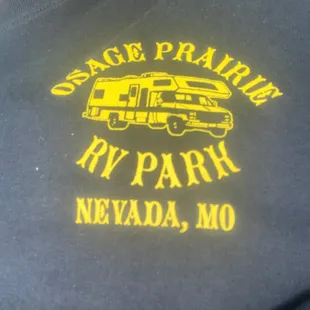 OSAGE PRAIRIE
RV PARK
NEVADA, MO